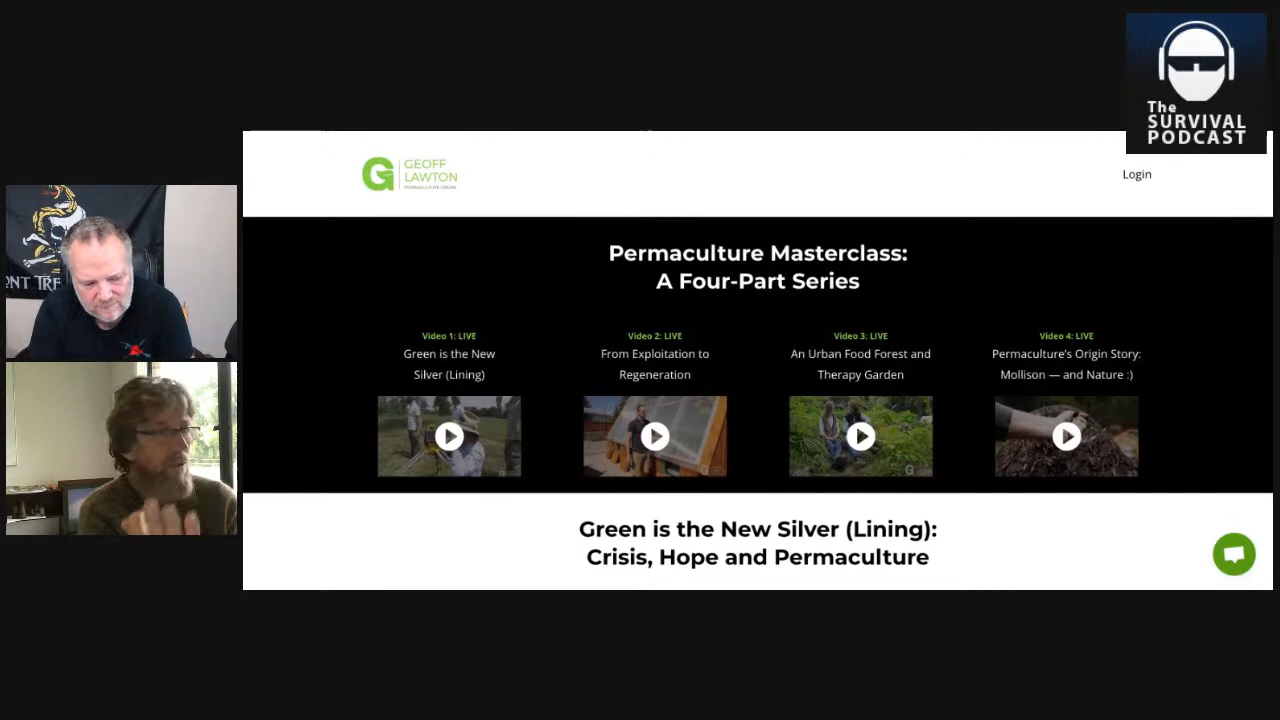 The
SURVIVAL
PODCAST
GEOFF
LAWTON
PERMACULTURE ONLINE
Login
Permaculture Masterclass:
A Four-Part Series
Video 1: LIVE
Green is the New
Silver (Lining)
Video 2: LIVE
From Exploitation to
Regeneration
Video 3: LIVE
An Urban Food Forest and
Therapy Garden
Video 4: LIVE
Permaculture’s Origin Story:
Mollison — and Nature :)
Green is the New Silver (Lining):
Crisis, Hope and Permaculture